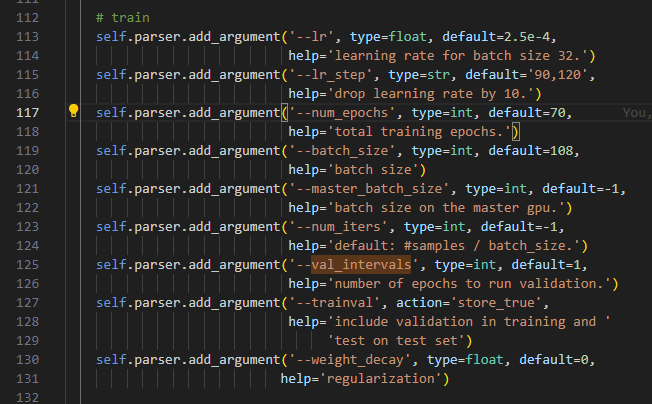 112 # train
113 self.parser.add_argument('--lr', type=float, default=2.5e-4,
114 help='learning rate for batch size 32.')
115 self.parser.add_argument('--lr_step', type=str, default='90,120',
116 help='drop learning rate by 10.')
117 self.parser.add_argument('--num_epochs', type=int, default=70, You,
118 help='total training epochs.')
119 self.parser.add_argument('--batch_size', type=int, default=108,
120 help='batch size')
121 self.parser.add_argument('--master_batch_size', type=int, default=-1,
122 help='batch size on the master gpu.')
123 self.parser.add_argument('--num_iters', type=int, default=-1,
124 help='default: #samples / batch_size.')
125 self.parser.add_argument('--val_intervals', type=int, default=1,
126 help='number of epochs to run validation.')
127 self.parser.add_argument('--trainval', action='store_true',
128 help='include validation in training and '
129 'test on test set')
130 self.parser.add_argument('--weight_decay', type=float, default=0,
131 help='regularization')
132